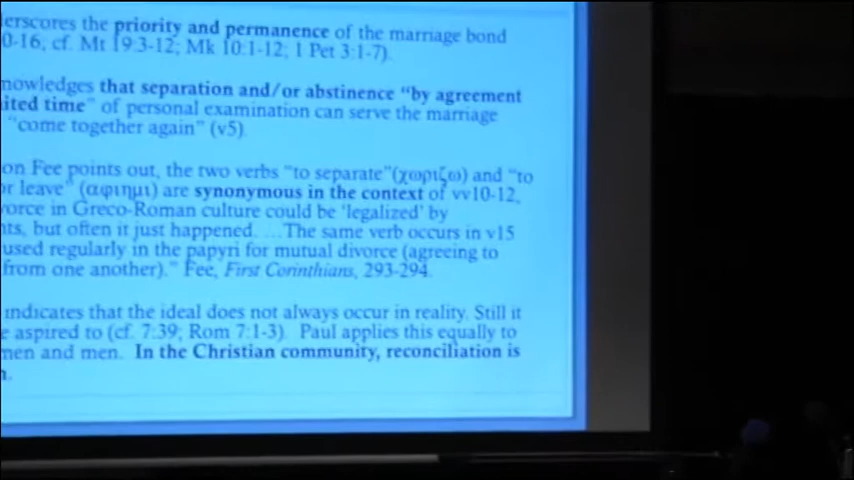 erscores the priority and permanence of the marriage bond
0-16; cf. Mt 19:3-12; Mk 10:1-12; 1 Pet 3:1-7).
nowledges that separation and/or abstinence “by agreement
ited time” of personal examination can serve the marriage
“come together again” (v5).
on Fee points out, the two verbs “to separate”(χωριζω) and “to
or leave” (αφιημι) are synonymous in the context of vv10-12,
vorce in Greco-Roman culture could be ‘legalized’ by
nts, but often it just happened. …The same verb occurs in v15
used regularly in the papyri for mutual divorce (agreeing to
from one another).” Fee, First Corinthians, 293-294.
indicates that the ideal does not always occur in reality. Still it
e aspired to (cf. 7:39; Rom 7:1-3). Paul applies this equally to
men and men. In the Christian community, reconciliation is